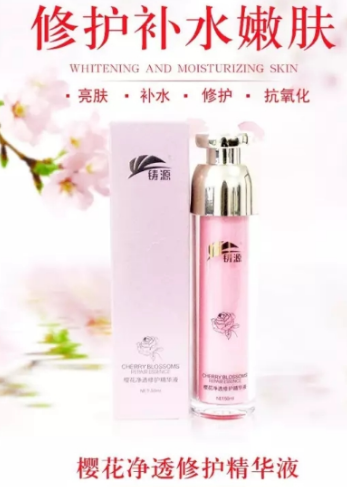 修护补水嫩肤
WHITENING AND MOISTURIZING SKIN
·亮肤 ·补水 ·修护 ·抗氧化
铸源
铸源
CHERRY BLOSSOMS
樱花净透修护精华液
CHERRY BLOSSOMS
樱花净透修护精华液
樱花净透修护精华液